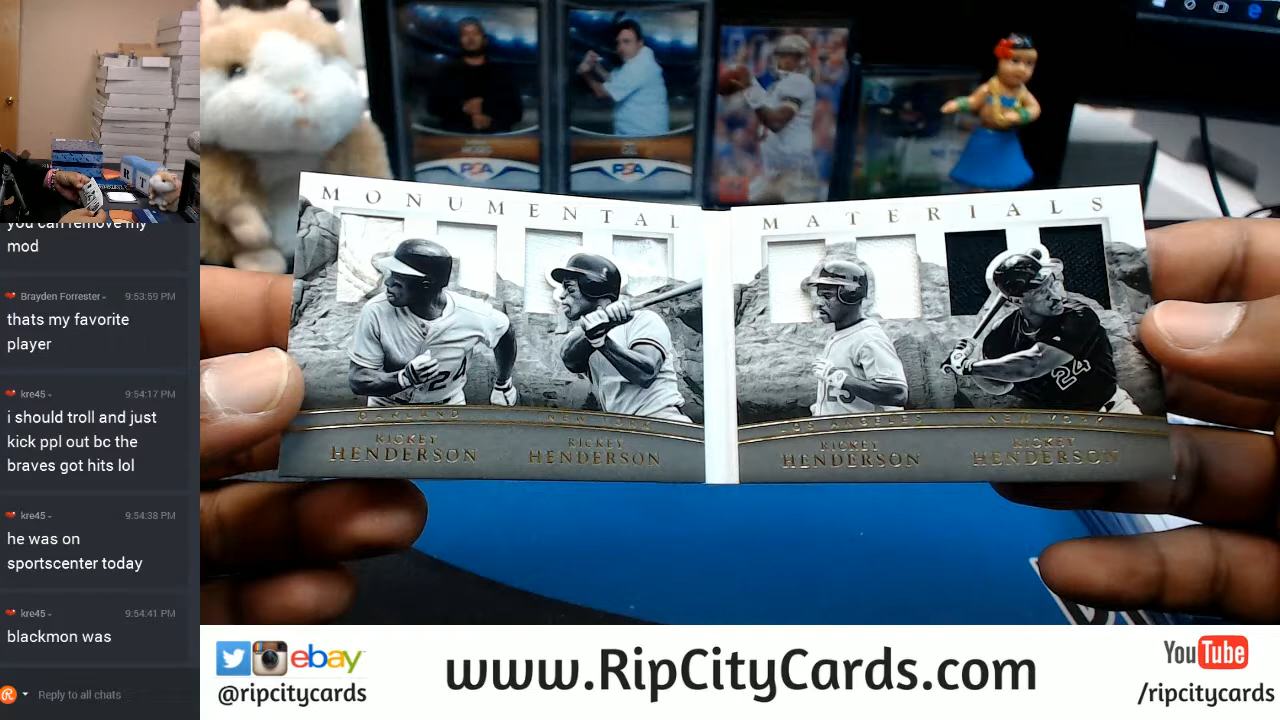 you can remove my
mod
Brayden Forrester 9:53:59 PM
thats my favorite
player
kre45 9:54:17 PM
i should troll and just
kick ppl out bc the
braves got hits lol
kre45 9:54:38 PM
he was on
sportscenter today
kre45 9:54:41 PM
blackmon was
Reply to all chats
MONUMENTAL MATERIALS
OAKLAND NEW YORK LOS ANGELES NEW YORK
RICKEY RICKEY RICKEY RICKEY
HENDERSON HENDERSON HENDERSON HENDERSON
24 24
PSA PSA
ebay
@ripcitycards
www.RipCityCards.com
YouTube
/ripcitycards